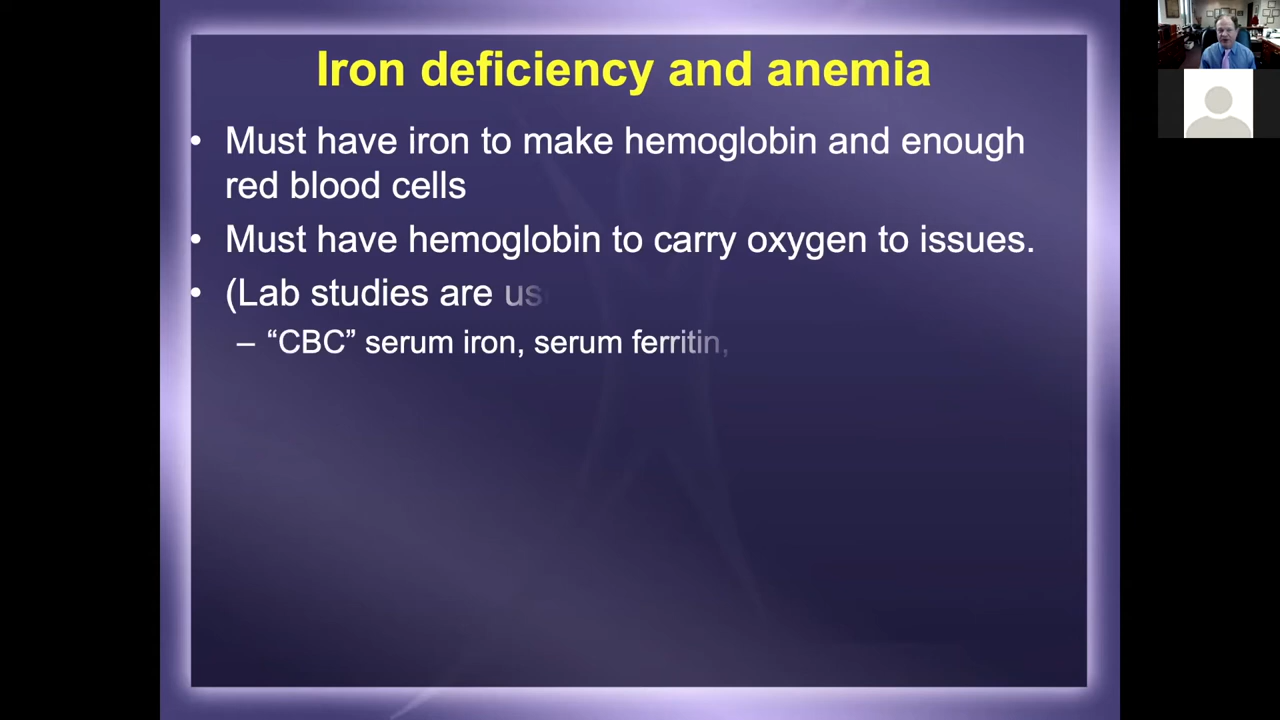 Iron deficiency and anemia
• Must have iron to make hemoglobin and enough
red blood cells
• Must have hemoglobin to carry oxygen to issues.
• (Lab studies are
– “CBC” serum iron, serum ferritin,